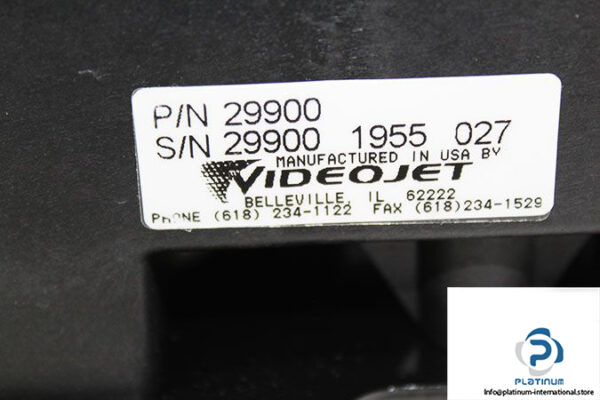 P/N 29900
S/N 29900 1955 027
MANUFACTURED IN USA BY
VIDEOJET
BELLEVILLE, IL 62222
PHONE (618) 234-1122 FAX (618)234-1529
PLATINUM
platinum-international.store